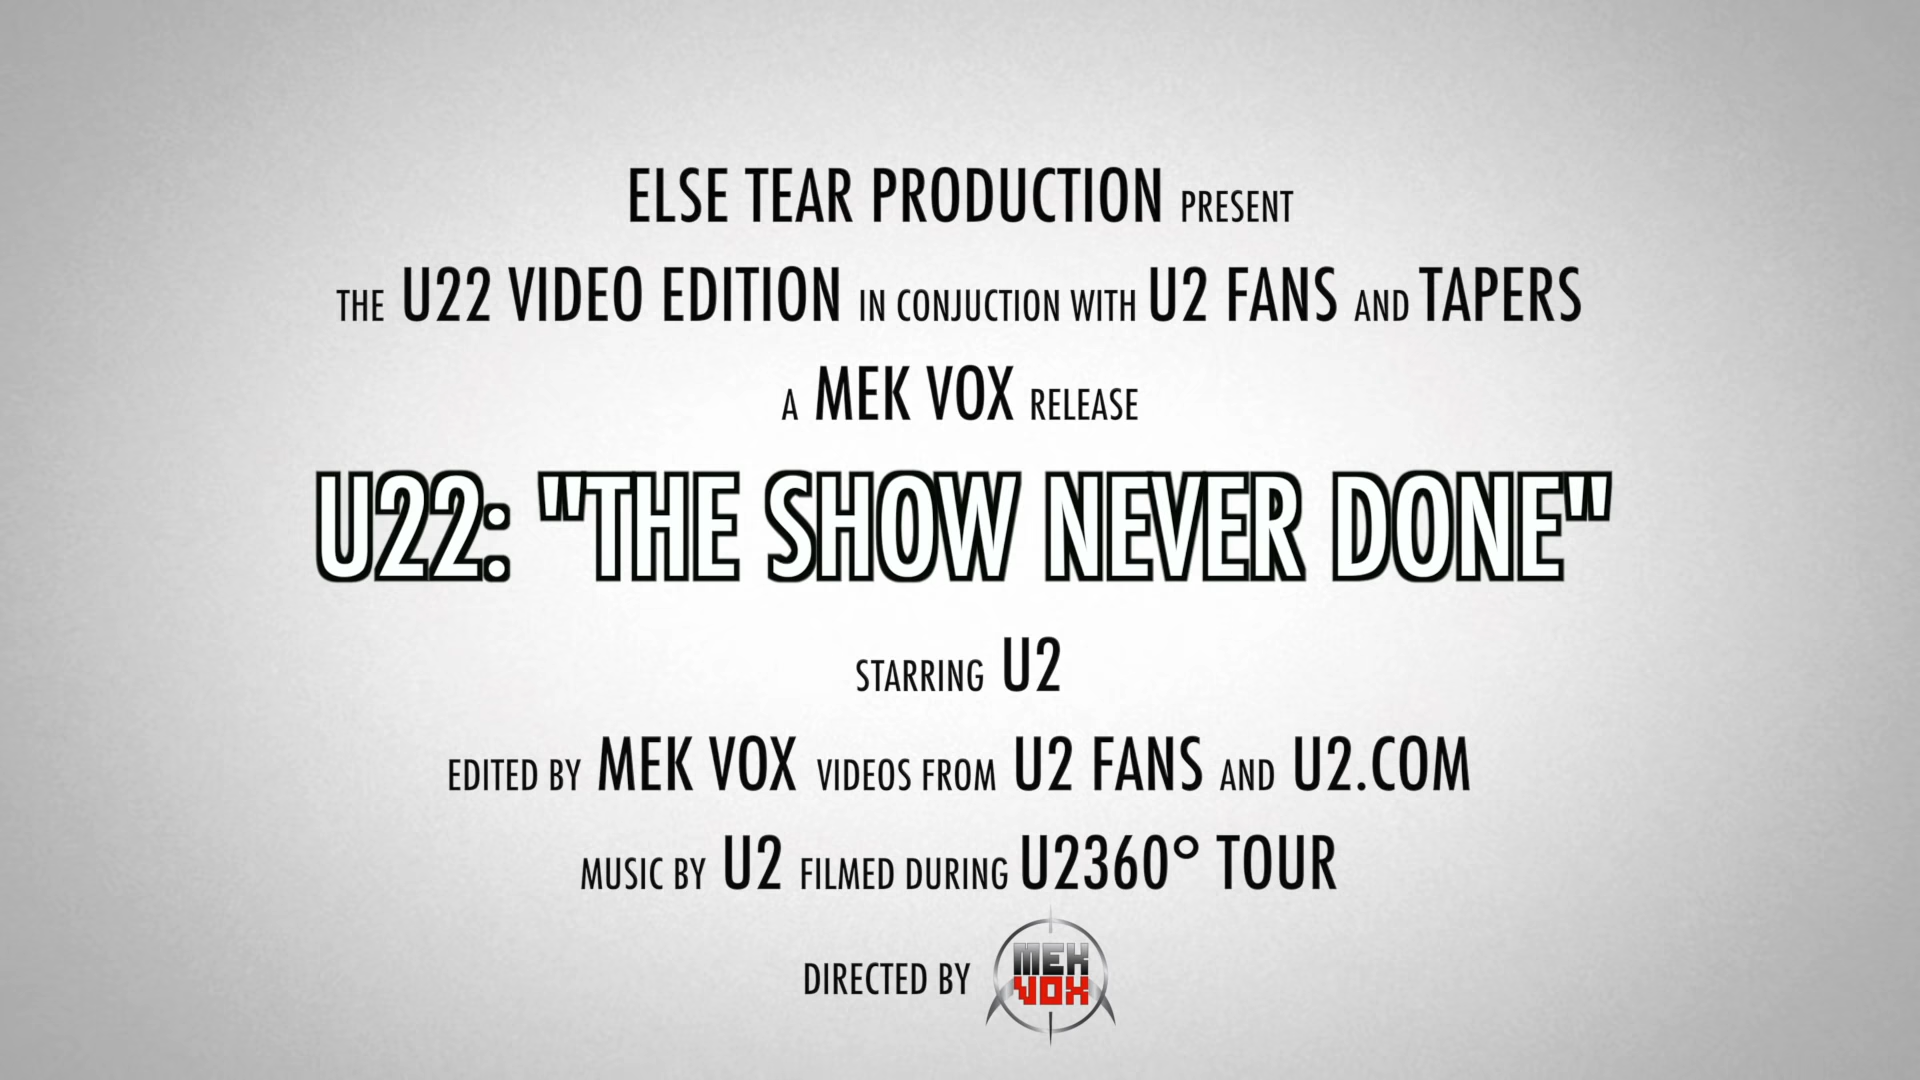 ELSE TEAR PRODUCTION PRESENT
THE U22 VIDEO EDITION IN CONJUCTION WITH U2 FANS AND TAPERS
A MEK VOX RELEASE
U22: "THE SHOW NEVER DONE"
STARRING U2
EDITED BY MEK VOX VIDEOS FROM U2 FANS AND U2.COM
MUSIC BY U2 FILMED DURING U2360° TOUR
DIRECTED BY MEK VOX